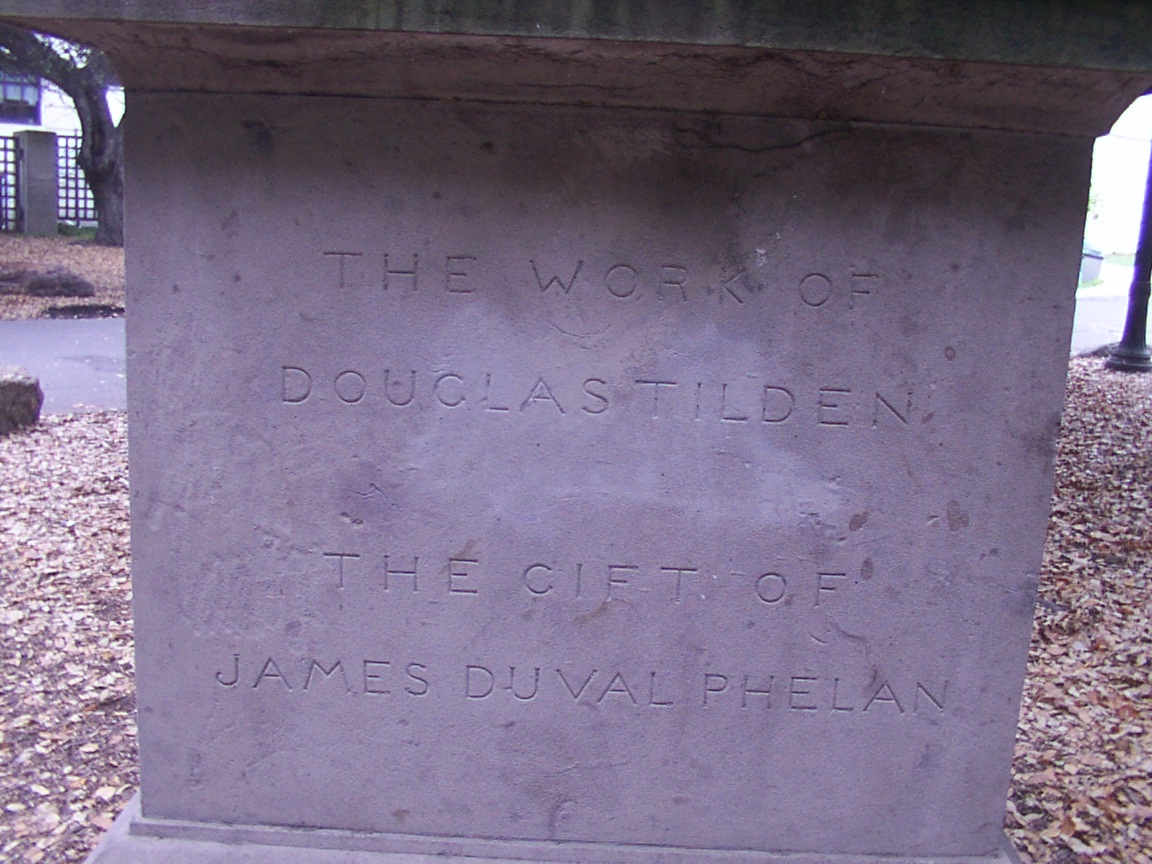 THE WORK OF
DOUGLAS TILDEN
THE GIFT OF
JAMES DUVAL PHELAN